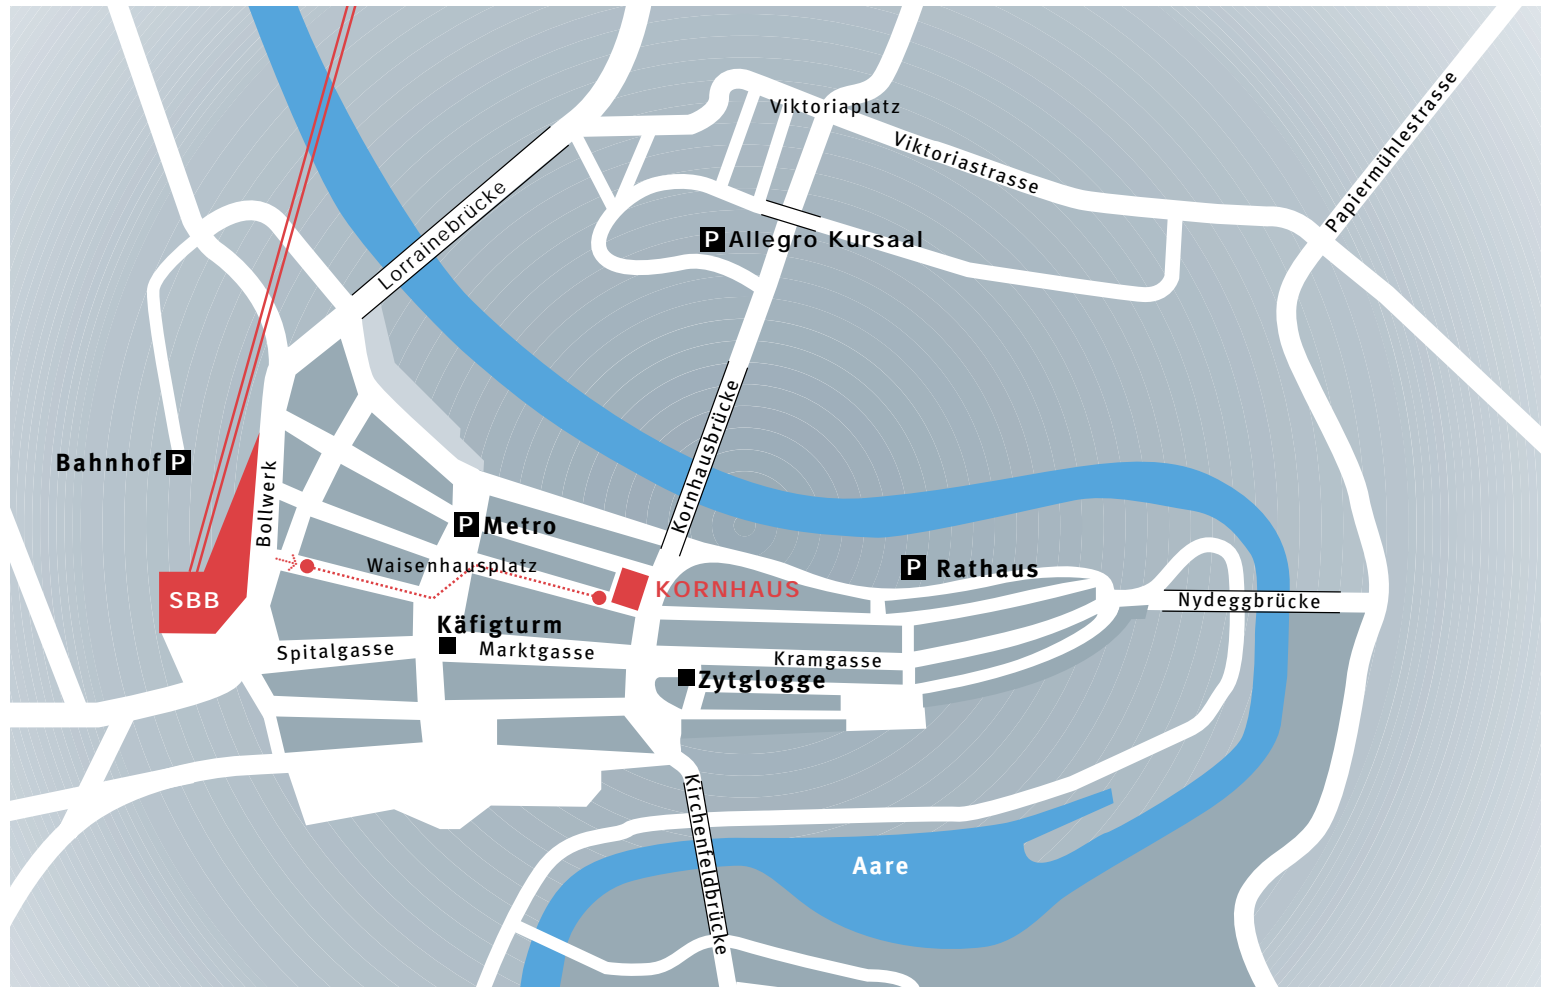 Viktoriaplatz
Viktoriastrasse
Papiermühlestrasse
Lorrainebrücke
P Allegro Kursaal
Kornhausbrücke
Bahnhof P
Bollwerk
P Metro
Waisenhausplatz
P Rathaus
SBB
KORNHAUS
Nydeggbrücke
Käfigturm
Spitalgasse
Marktgasse
Kramgasse
Zytglogge
Kirchenfeldbrücke
Aare